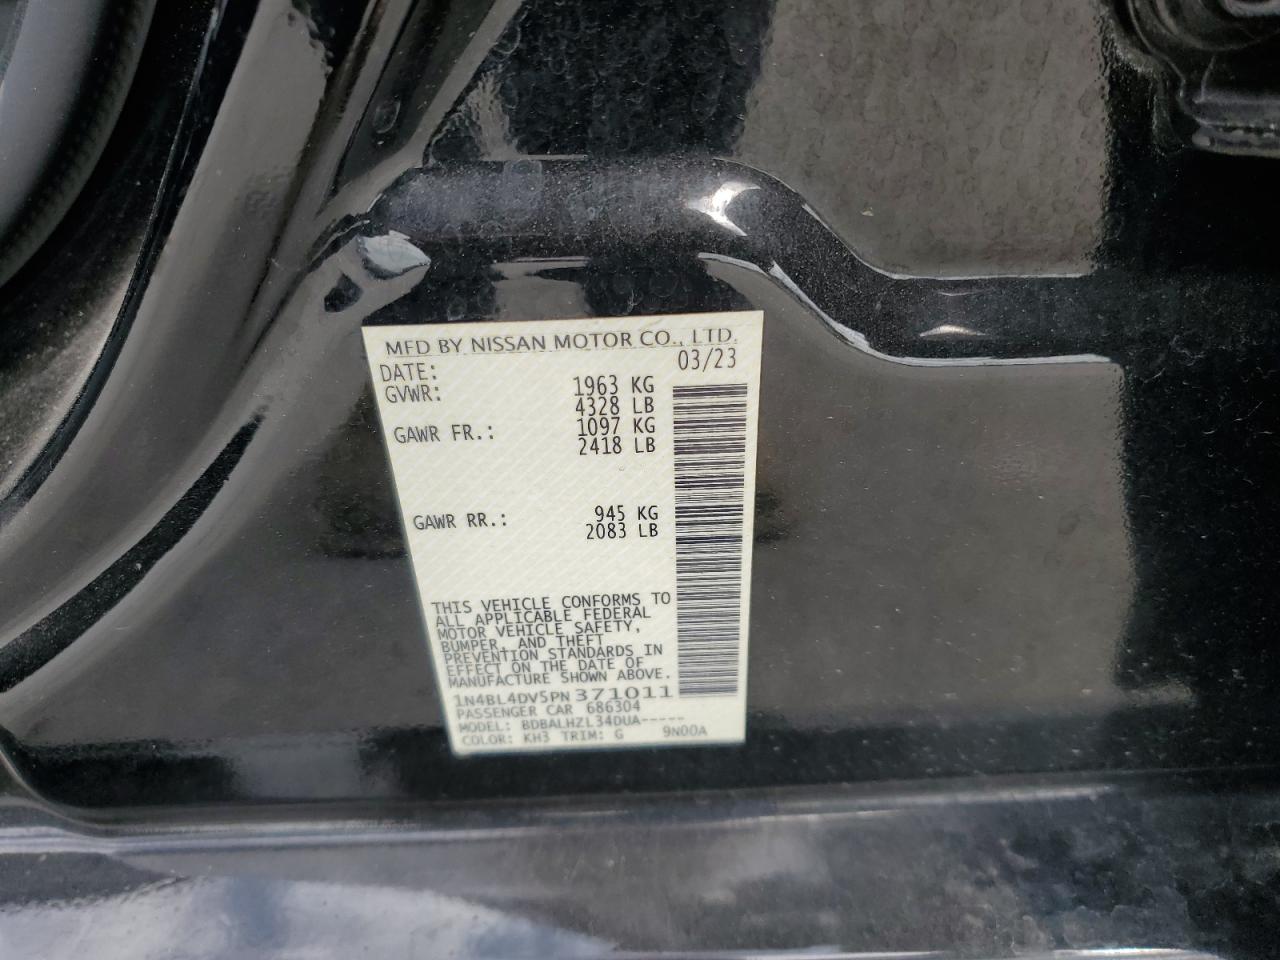 MFD BY NISSAN MOTOR CO., LTD.
DATE: 03/23
GVWR: 1963 KG
4328 LB
GAWR FR.: 1097 KG
2418 LB
GAWR RR.: 945 KG
2083 LB
THIS VEHICLE CONFORMS TO
ALL APPLICABLE FEDERAL
MOTOR VEHICLE SAFETY,
BUMPER, AND THEFT
PREVENTION STANDARDS IN
EFFECT ON THE DATE OF
MANUFACTURE SHOWN ABOVE.
1N4BL4DV5PN371011
PASSENGER CAR 686304
MODEL: BDBALHZL34DUA-----
COLOR: KH3 TRIM: G 9N00A